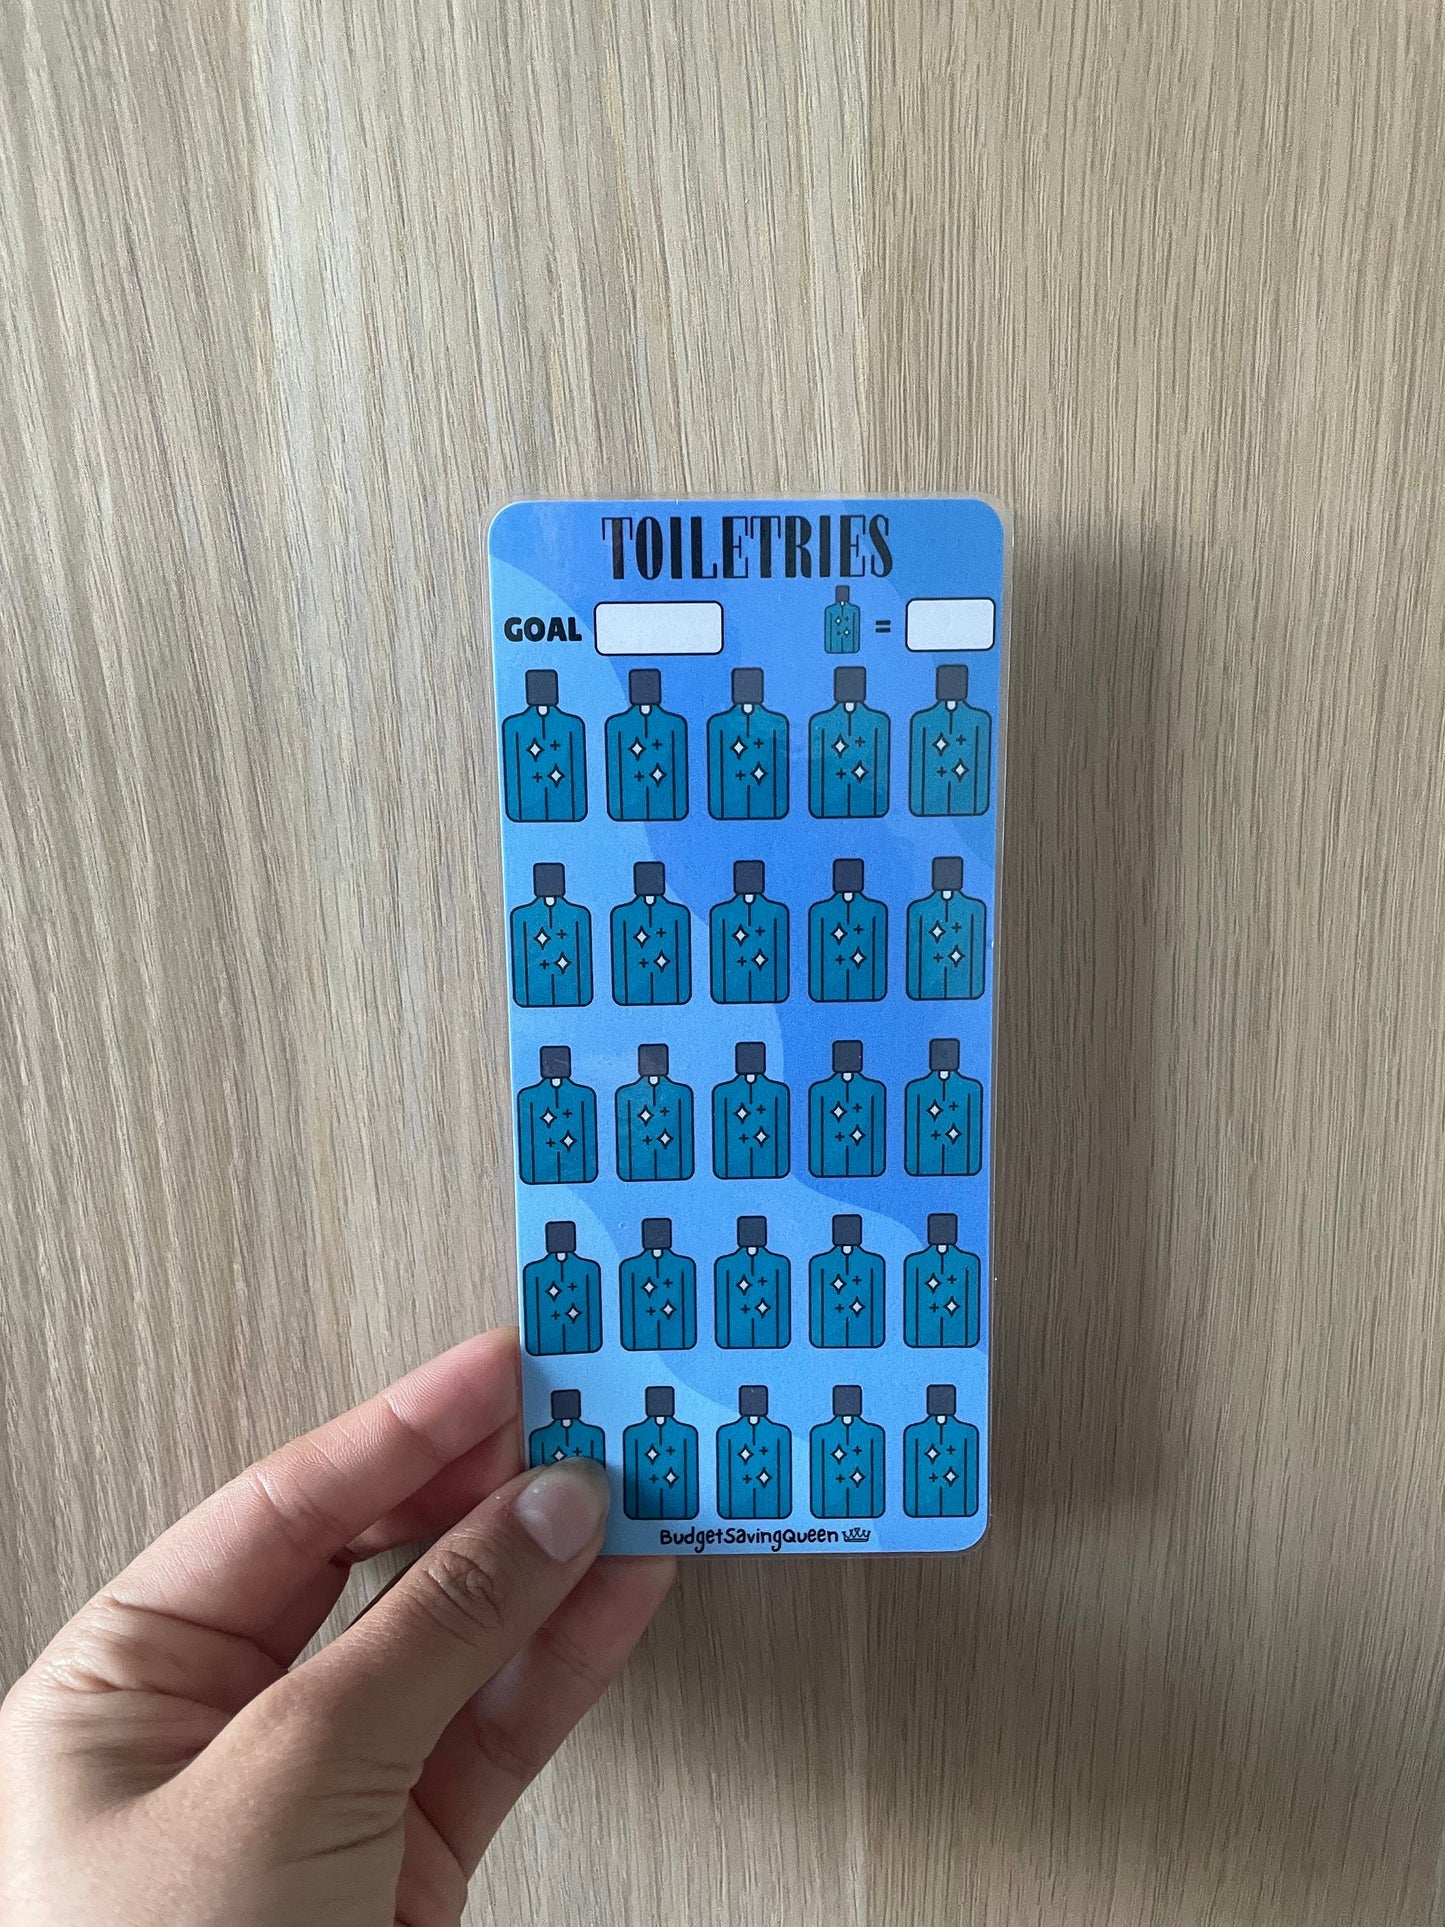 TOILETRIES
GOAL =
BudgetSavingQueen